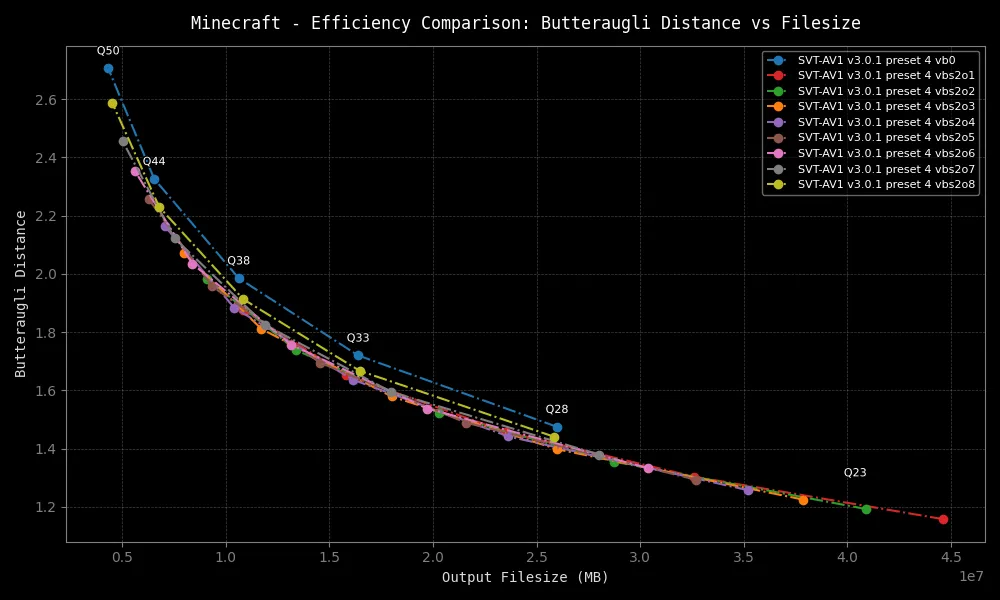 Minecraft - Efficiency Comparison: Butteraugli Distance vs Filesize
Q50
Q44
Q38
Q33
Q28
Q23
SVT-AV1 v3.0.1 preset 4 vb0
SVT-AV1 v3.0.1 preset 4 vbs2o1
SVT-AV1 v3.0.1 preset 4 vbs2o2
SVT-AV1 v3.0.1 preset 4 vbs2o3
SVT-AV1 v3.0.1 preset 4 vbs2o4
SVT-AV1 v3.0.1 preset 4 vbs2o5
SVT-AV1 v3.0.1 preset 4 vbs2o6
SVT-AV1 v3.0.1 preset 4 vbs2o7
SVT-AV1 v3.0.1 preset 4 vbs2o8
Butteraugli Distance
2.6
2.4
2.2
2.0
1.8
1.6
1.4
1.2
0.5 1.0 1.5 2.0 2.5 3.0 3.5 4.0 4.5
1e7
Output Filesize (MB)